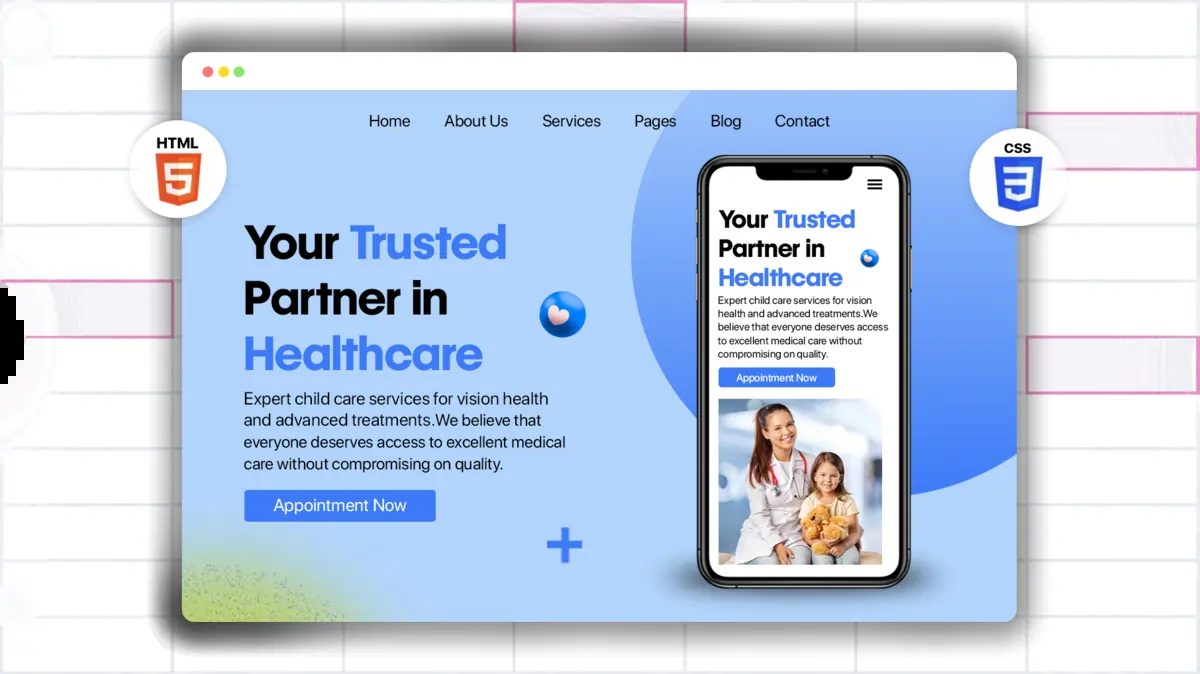 Home About Us Services Pages Blog Contact
HTML
5
CSS
3
Your Trusted
Partner in
Healthcare
Expert child care services for vision health
and advanced treatments.We believe that
everyone deserves access to excellent medical
care without compromising on quality.
Appointment Now
Your Trusted
Partner in
Healthcare
Expert child care services for vision
health and advanced treatments.We
believe that everyone deserves access
to excellent medical care without
compromising on quality.
Appointment Now